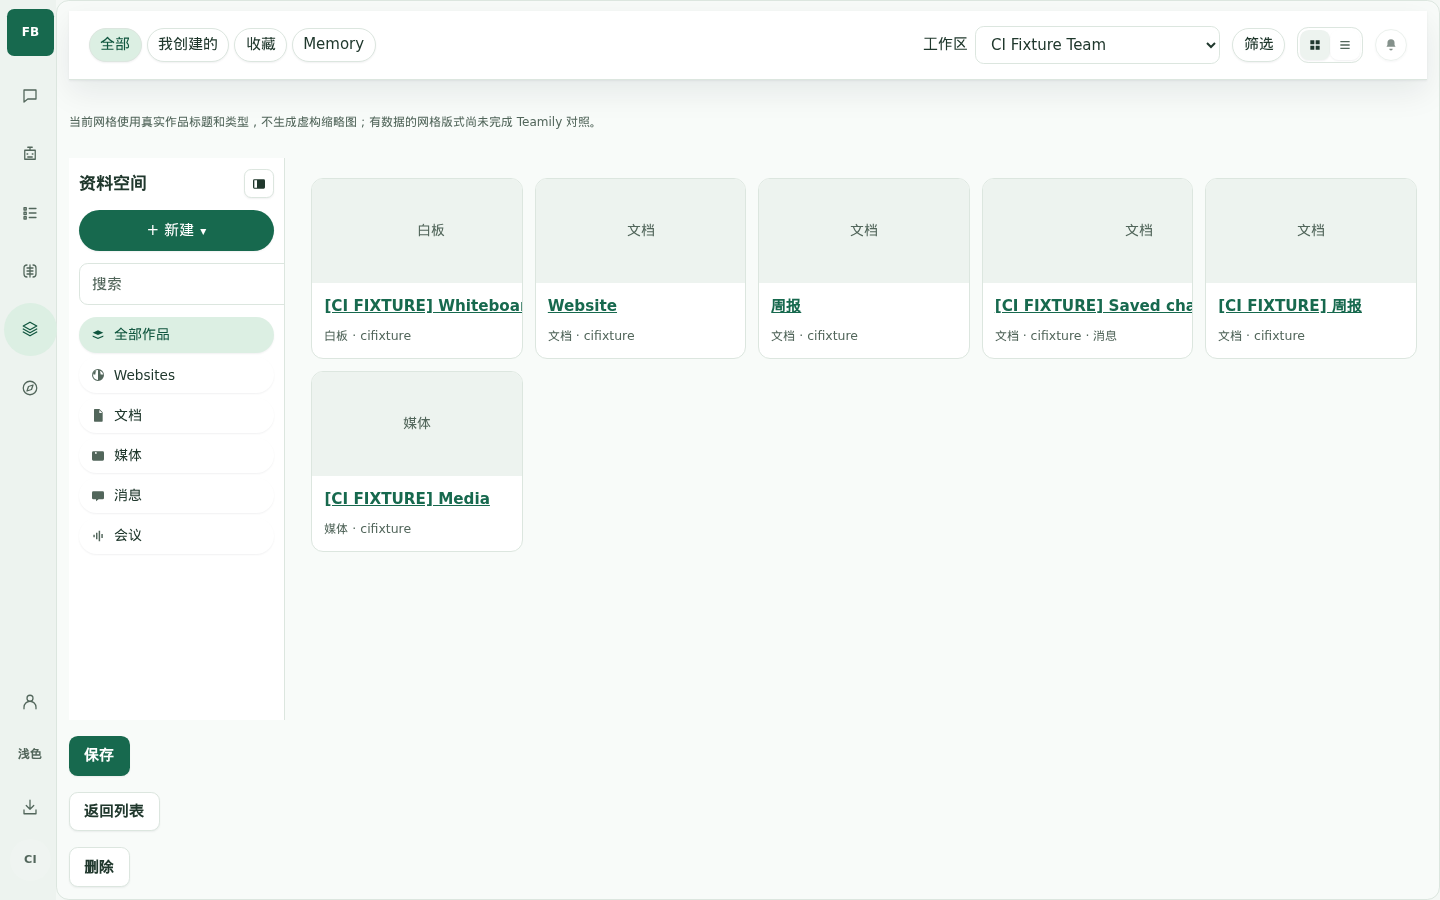 FB
全部
我创建的
收藏
Memory
工作区
CI Fixture Team
筛选
当前网格使用真实作品标题和类型，不生成虚构缩略图；有数据的网格版式尚未完成 Teamily 对照。
资料空间
+ 新建 ▾
搜索
全部作品
Websites
文档
媒体
消息
会议
白板
[CI FIXTURE] Whiteboar
白板 · cifixture
文档
Website
文档 · cifixture
文档
周报
文档 · cifixture
文档
[CI FIXTURE] Saved cha
文档 · cifixture · 消息
文档
[CI FIXTURE] 周报
文档 · cifixture
媒体
[CI FIXTURE] Media
媒体 · cifixture
浅色
CI
保存
返回列表
删除